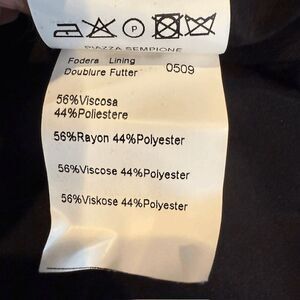 P
PIAZZA SEMPIONE
Fodera Lining
Doublure Futter 0509
56%Viscosa
44%Poliestere
56%Rayon 44%Polyester
56%Viscose 44%Polyester
56%Viskose 44%Polyester